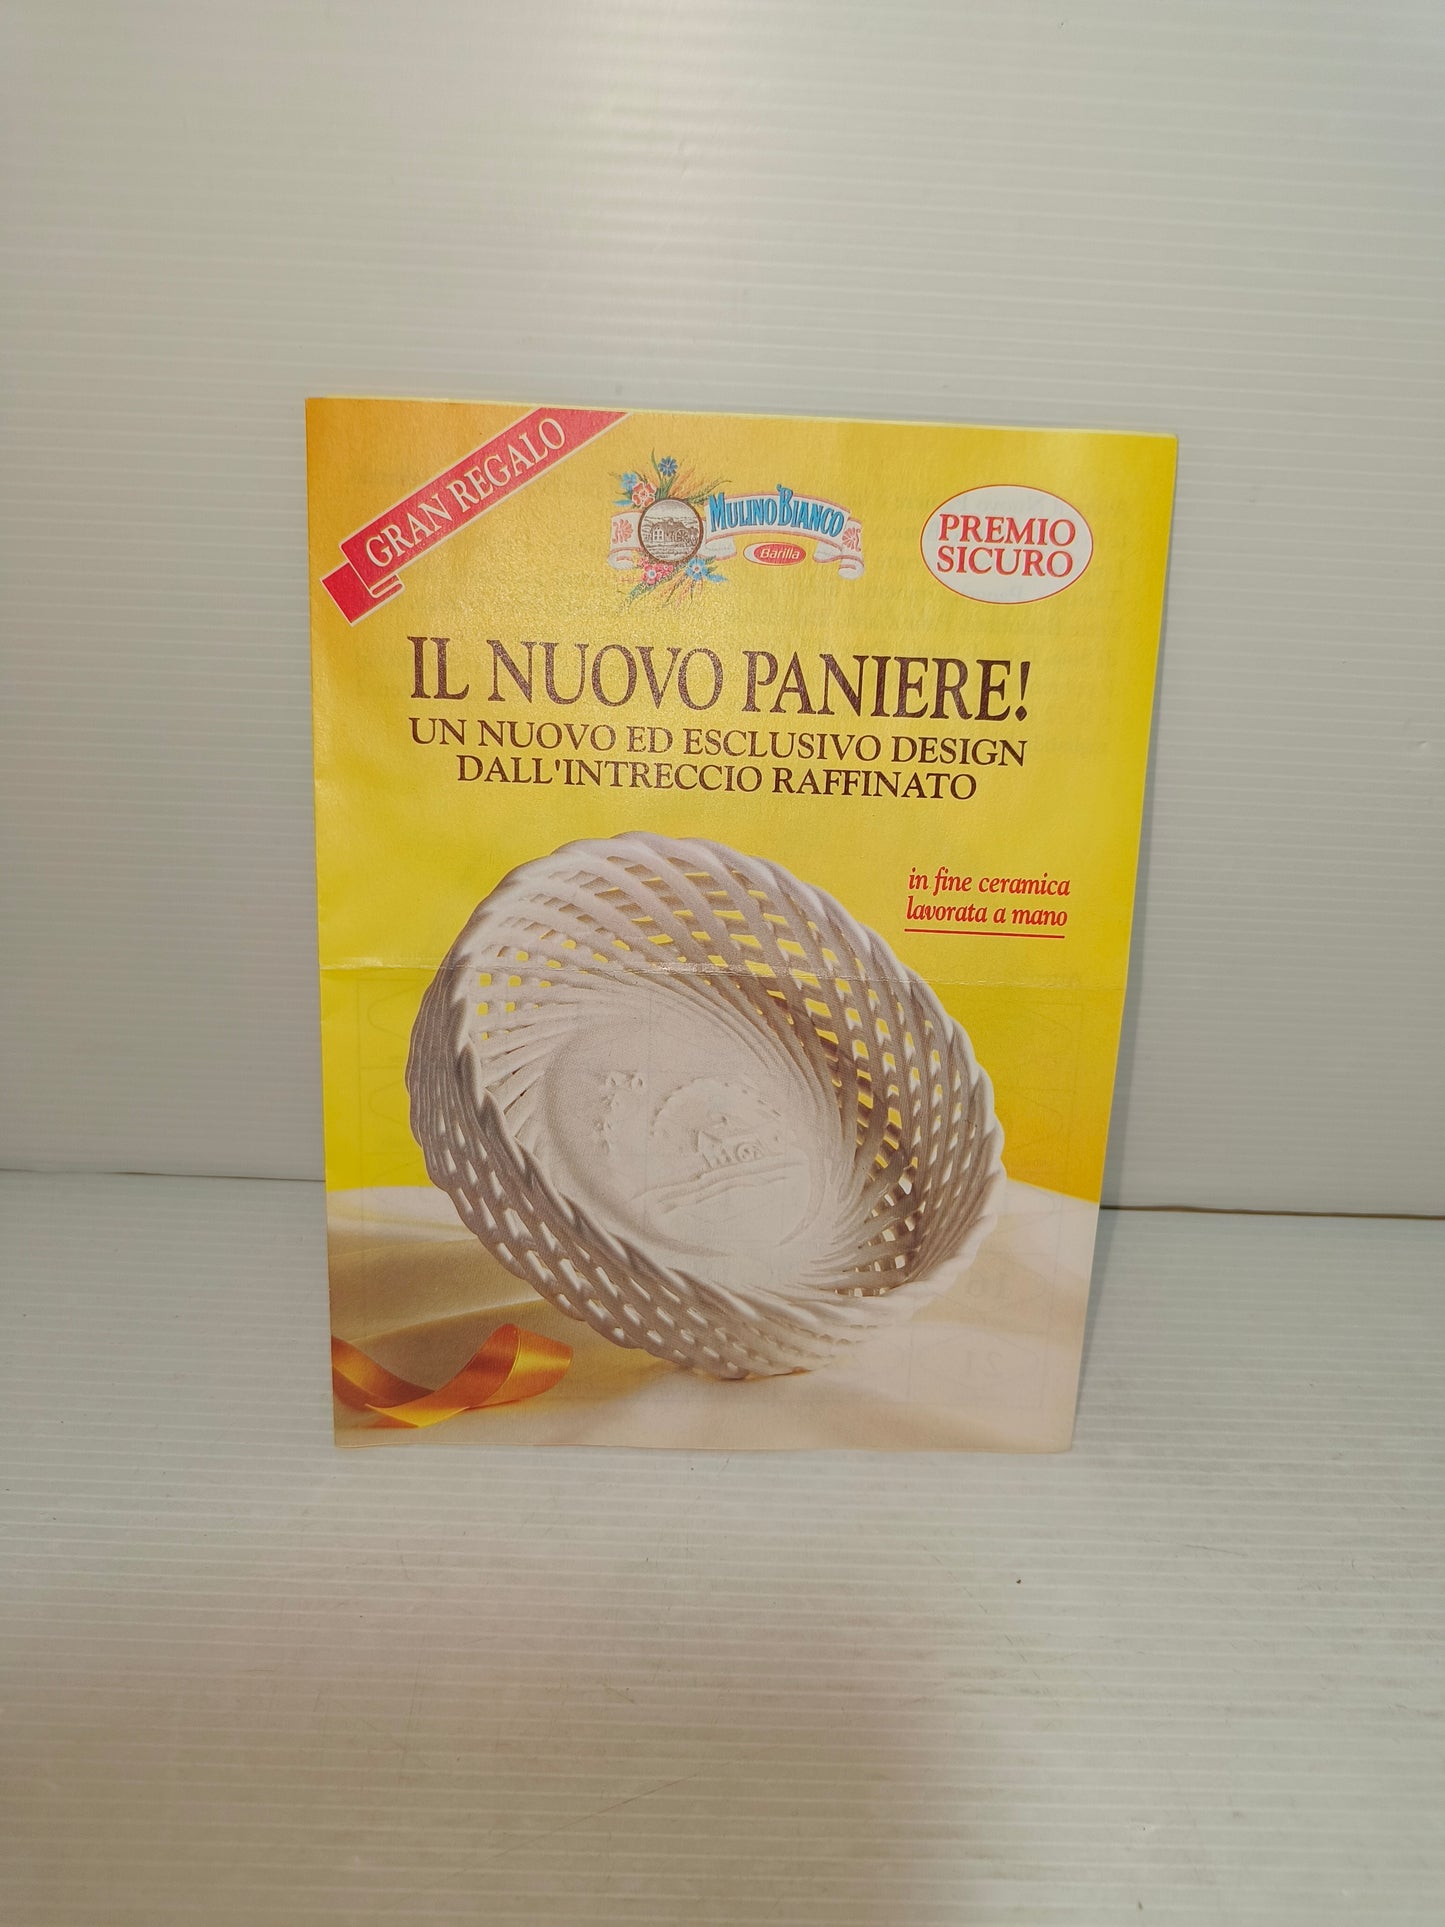 GRAN REGALO
MULINO BIANCO
Barilla
PREMIO
SICURO
IL NUOVO PANIERE!
UN NUOVO ED ESCLUSIVO DESIGN
DALL'INTRECCIO RAFFINATO
in fine ceramica
lavorata a mano